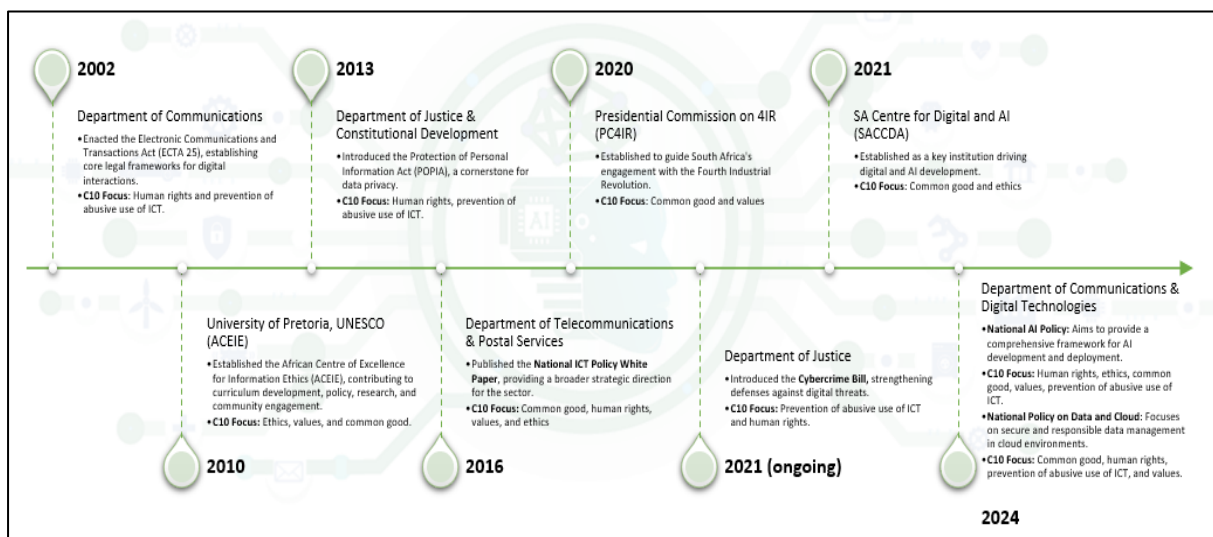 2002
Department of Communications
•Enacted the Electronic Communications and
Transactions Act (ECTA 25), establishing
core legal frameworks for digital
interactions.
•C10 Focus: Human rights and prevention of
abusive use of ICT.
2013
Department of Justice &
Constitutional Development
•Introduced the Protection of Personal
Information Act (POPIA), a cornerstone for
data privacy.
•C10 Focus: Human rights, prevention of
abusive use of ICT.
2020
Presidential Commission on 4IR
(PC4IR)
•Established to guide South Africa's
engagement with the Fourth Industrial
Revolution.
•C10 Focus: Common good and values
2021
SA Centre for Digital and AI
(SACCDA)
•Established as a key institution driving
digital and AI development.
•C10 Focus: Common good and ethics
AI
University of Pretoria, UNESCO
(ACEIE)
•Established the African Centre of Excellence
for Information Ethics (ACEIE), contributing to
curriculum development, policy, research, and
community engagement.
•C10 Focus: Ethics, values, and common good.
2010
Department of Telecommunications
& Postal Services
•Published the National ICT Policy White
Paper, providing a broader strategic direction
for the sector.
•C10 Focus: Common good, human rights,
values, and ethics
2016
Department of Justice
•Introduced the Cybercrime Bill, strengthening
defenses against digital threats.
•C10 Focus: Prevention of abusive use of ICT
and human rights.
2021 (ongoing)
Department of Communications &
Digital Technologies
•National AI Policy: Aims to provide a
comprehensive framework for AI
development and deployment.
•C10 Focus: Human rights, ethics, common
good, values, prevention of abusive use of
ICT.
•National Policy on Data and Cloud: Focuses
on secure and responsible data management
in cloud environments.
•C10 Focus: Common good, human rights,
prevention of abusive use of ICT, and values.
2024